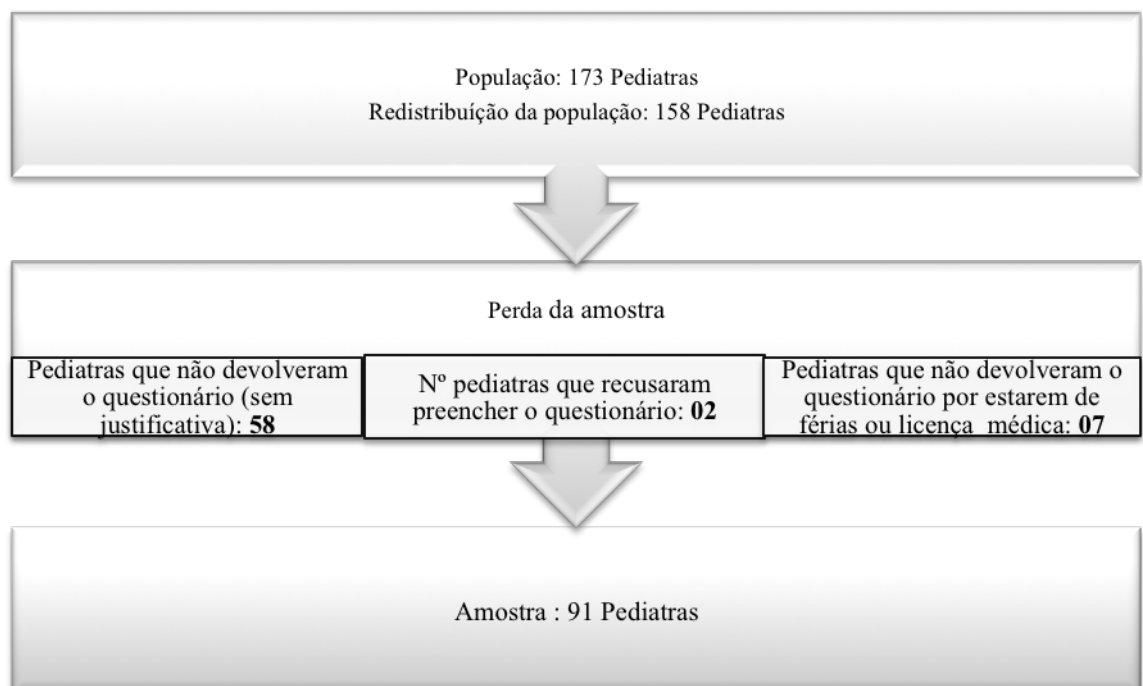 População: 173 Pediatras
Redistribuíção da população: 158 Pediatras
Perda da amostra
Pediatras que não devolveram
o questionário (sem
justificativa): 58
Nº pediatras que recusaram
preencher o questionário: 02
Pediatras que não devolveram o
questionário por estarem de
férias ou licença médica: 07
Amostra : 91 Pediatras